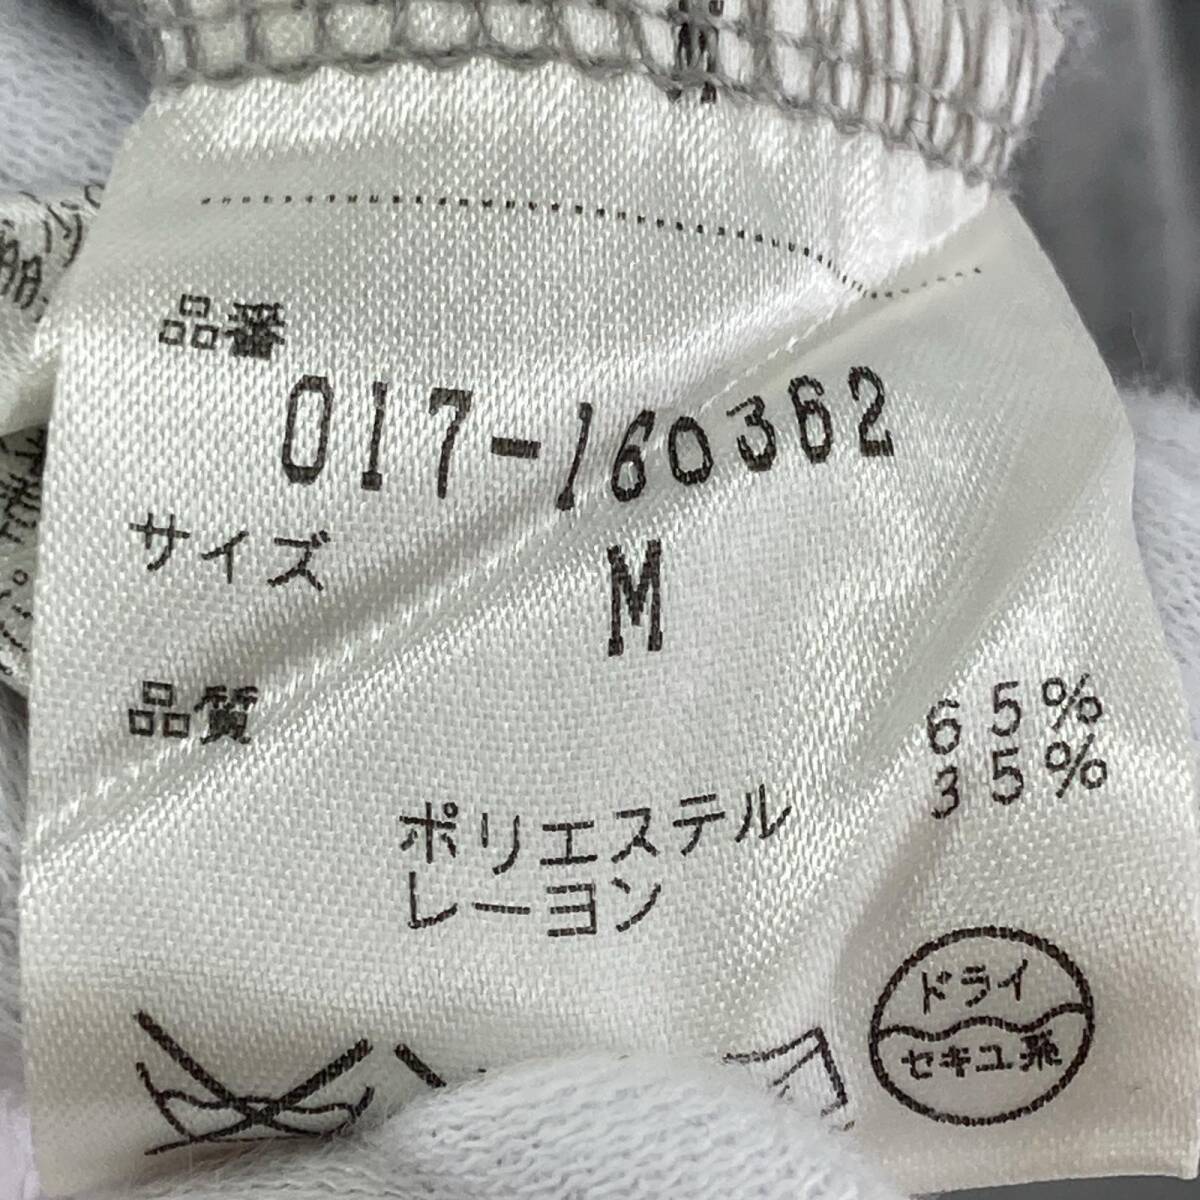 品番
017-160362
サイズ
M
品質
65%
35%
ポリエステル
レーヨン
ドライ
セキユ系